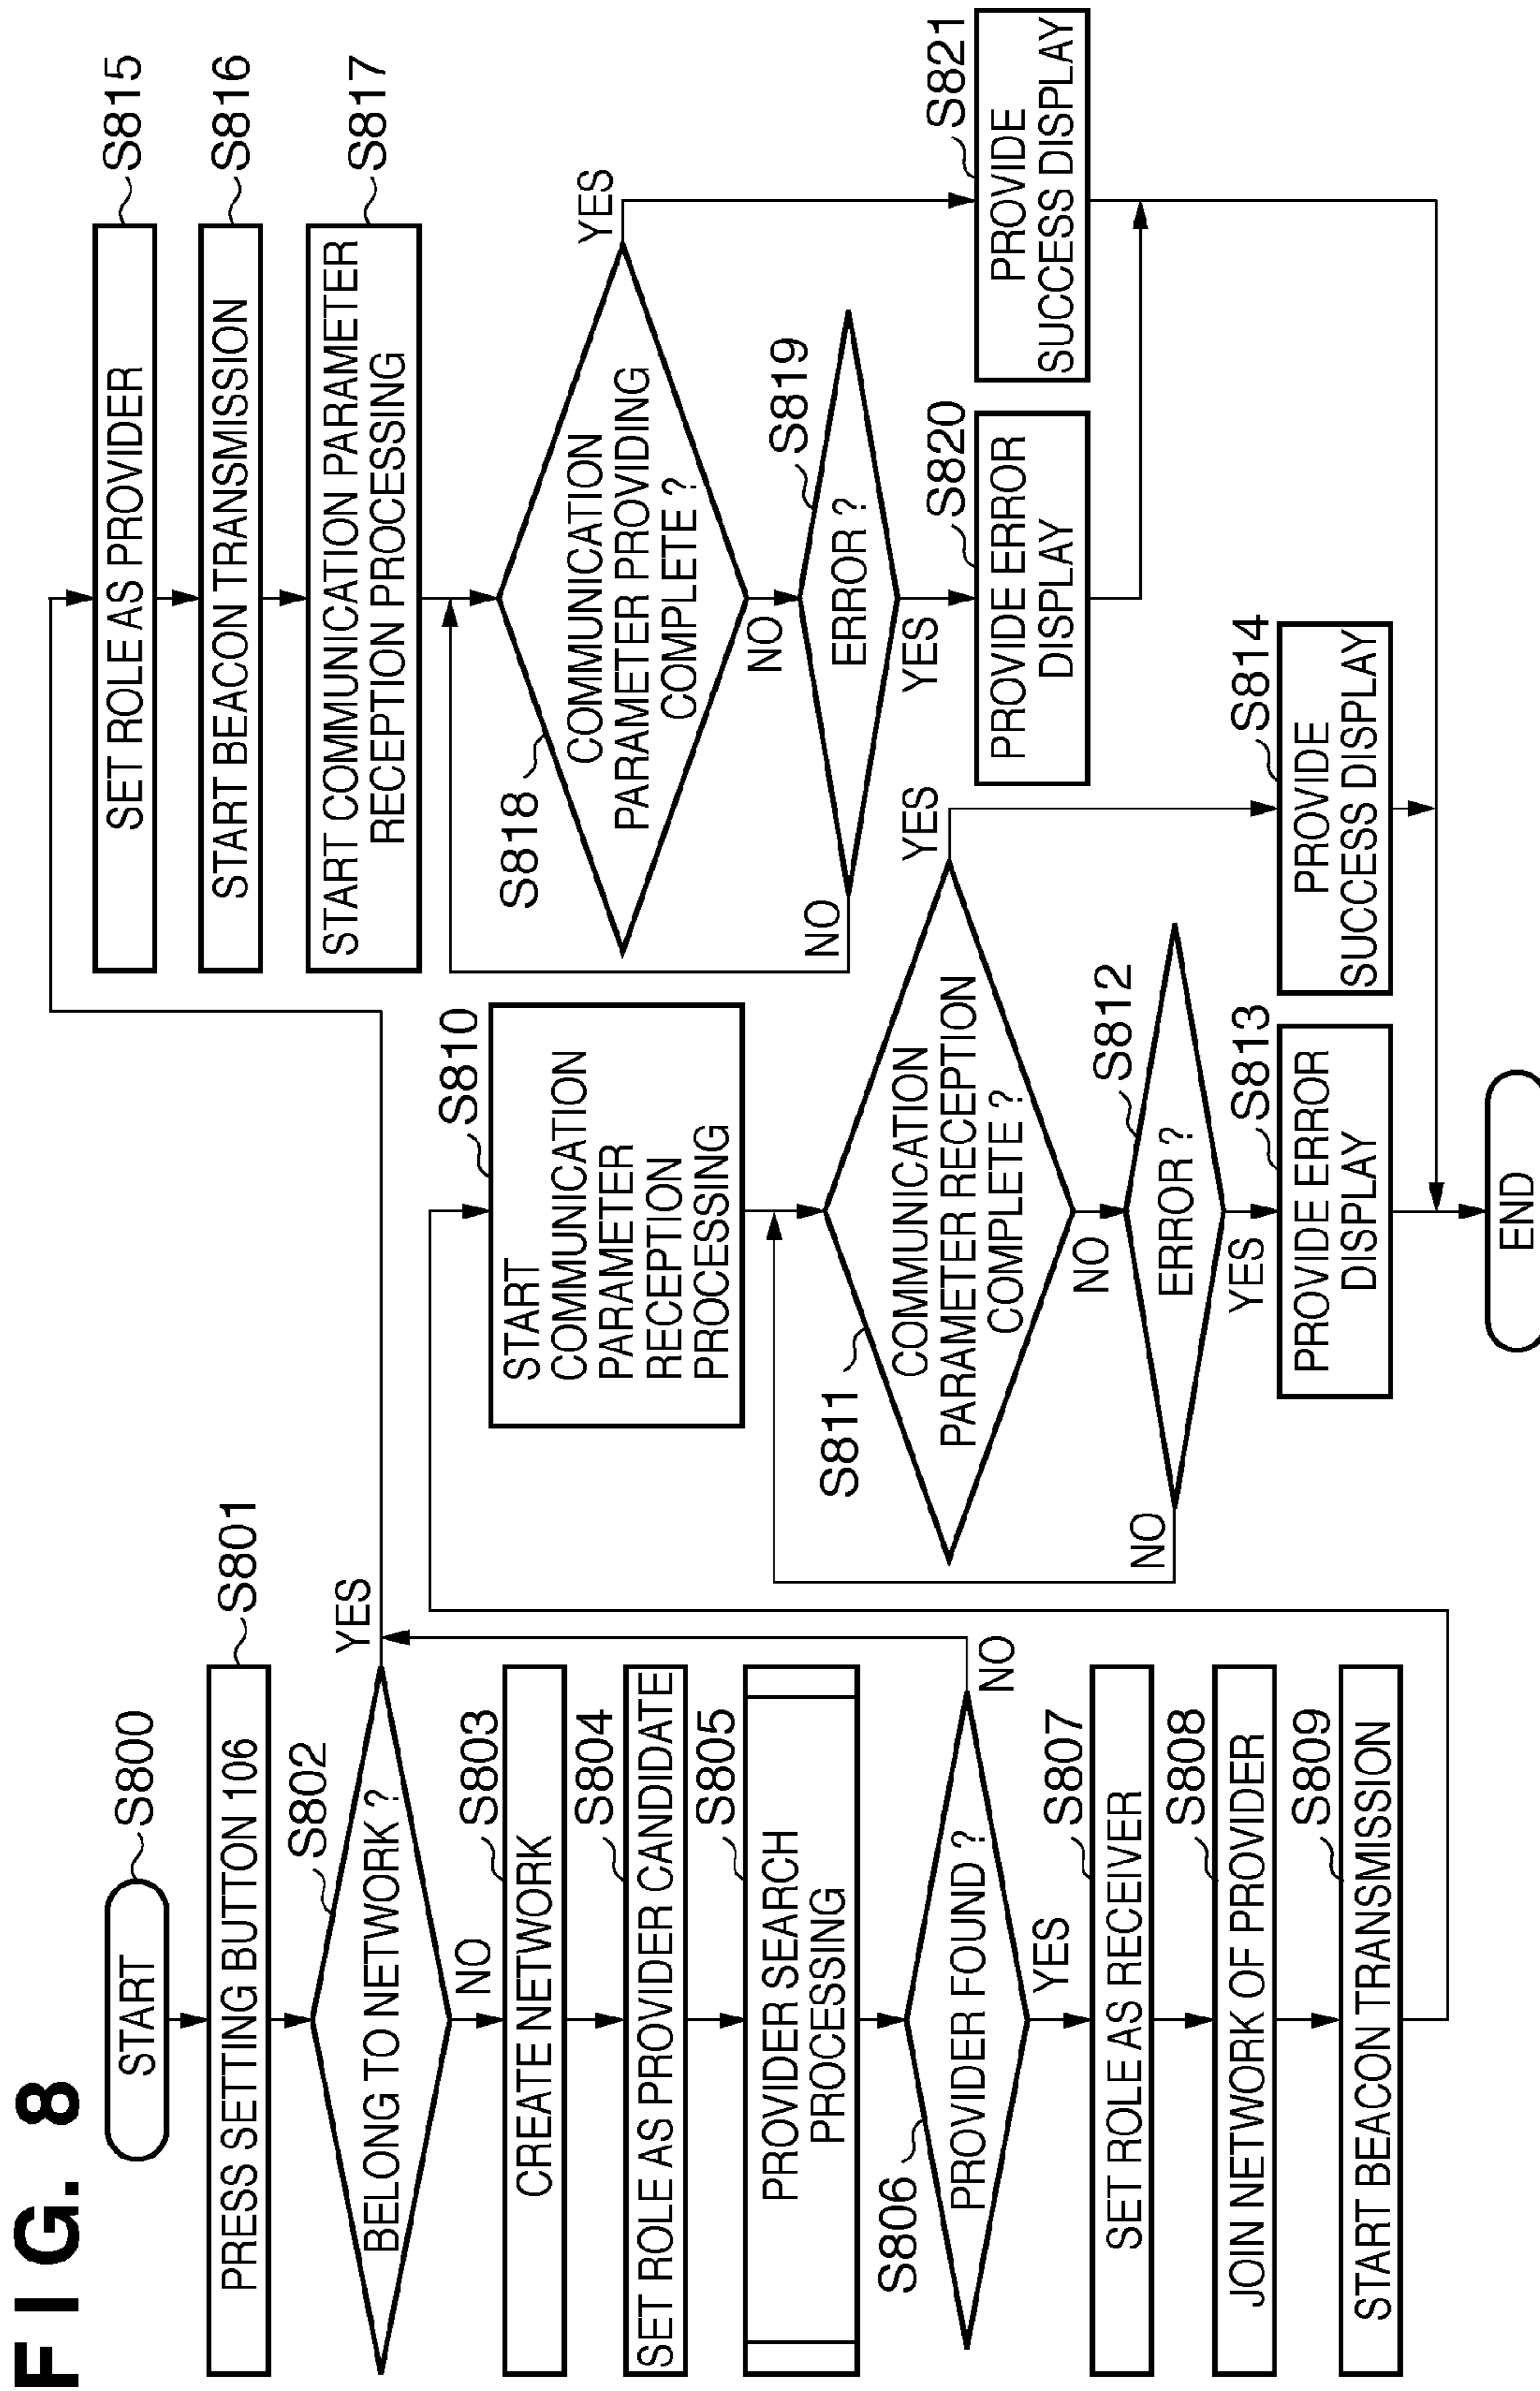 FIG. 8
START
S800
PRESS SETTING BUTTON 106
S801
BELONG TO NETWORK ?
S802
YES
NO
CREATE NETWORK
S803
SET ROLE AS PROVIDER CANDIDATE
S804
PROVIDER SEARCH
PROCESSING
S805
PROVIDER FOUND ?
S806
NO
YES
SET ROLE AS RECEIVER
S807
JOIN NETWORK OF PROVIDER
S808
START BEACON TRANSMISSION
S809
START
COMMUNICATION
PARAMETER
RECEPTION
PROCESSING
S810
COMMUNICATION
PARAMETER RECEPTION
COMPLETE ?
S811
YES
NO
ERROR ?
S812
NO
YES
PROVIDE ERROR
DISPLAY
S813
PROVIDE
SUCCESS DISPLAY
S814
SET ROLE AS PROVIDER
S815
START BEACON TRANSMISSION
S816
START COMMUNICATION PARAMETER
RECEPTION PROCESSING
S817
COMMUNICATION
PARAMETER PROVIDING
COMPLETE ?
S818
YES
NO
ERROR ?
S819
NO
YES
PROVIDE ERROR
DISPLAY
S820
PROVIDE
SUCCESS DISPLAY
S821
END